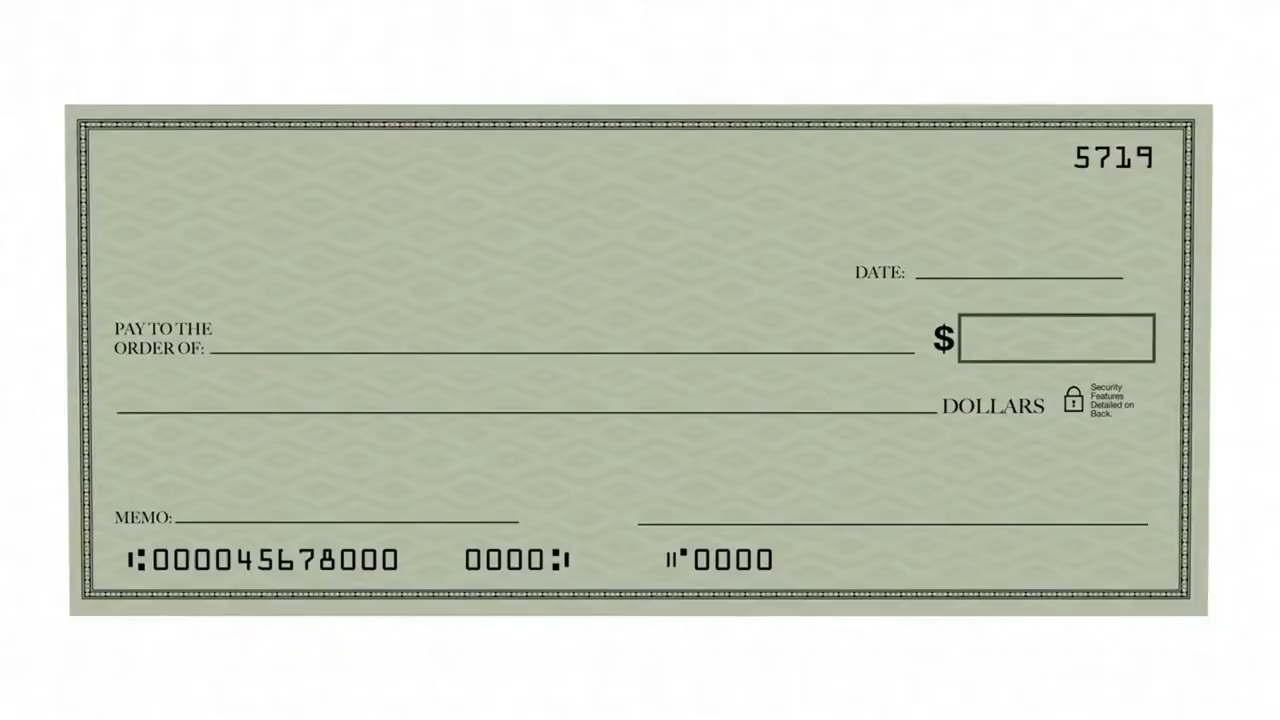 5719
DATE:
PAY TO THE
ORDER OF:
$
DOLLARS
Security
Features
Detailed on
Back.
MEMO:
⑆000045678000 0000⑆ ⑈0000